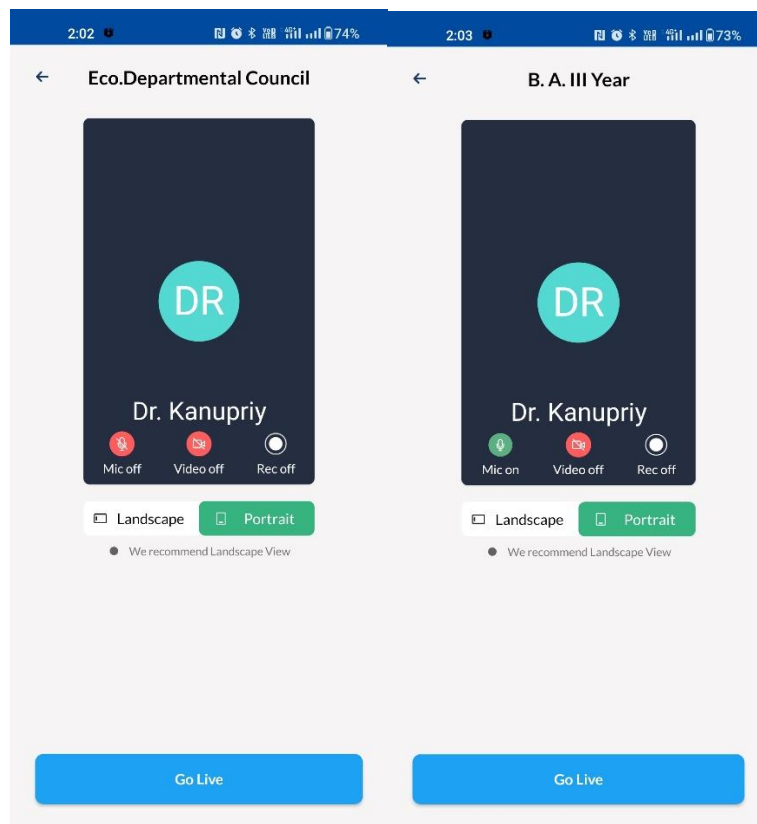 2:02 74%
Eco.Departmental Council
DR
Dr. Kanupriy
Mic off Video off Rec off
Landscape Portrait
We recommend Landscape View
Go Live
2:03 73%
B. A. III Year
DR
Dr. Kanupriy
Mic on Video off Rec off
Landscape Portrait
We recommend Landscape View
Go Live